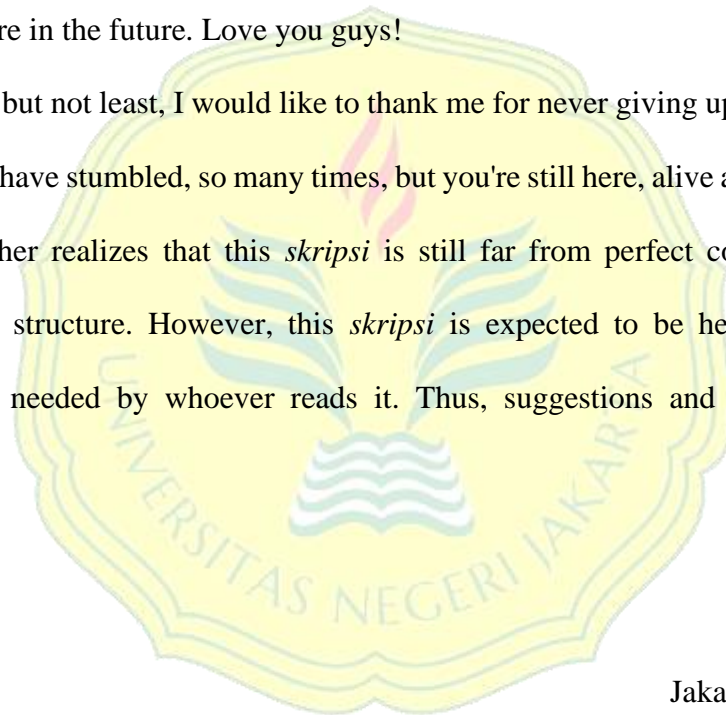 re in the future. Love you guys!
but not least, I would like to thank me for never giving up
have stumbled, so many times, but you're still here, alive a
her realizes that this skripsi is still far from perfect co
structure. However, this skripsi is expected to be he
needed by whoever reads it. Thus, suggestions and
UNIVERSITAS NEGERI JAKARTA
Jaka